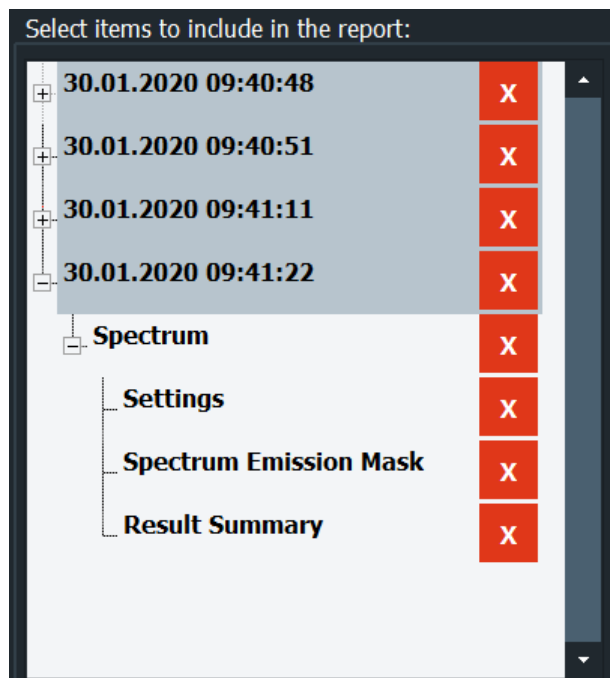 Select items to include in the report:
30.01.2020 09:40:48 X
30.01.2020 09:40:51 X
30.01.2020 09:41:11 X
30.01.2020 09:41:22 X
Spectrum X
Settings X
Spectrum Emission Mask X
Result Summary X